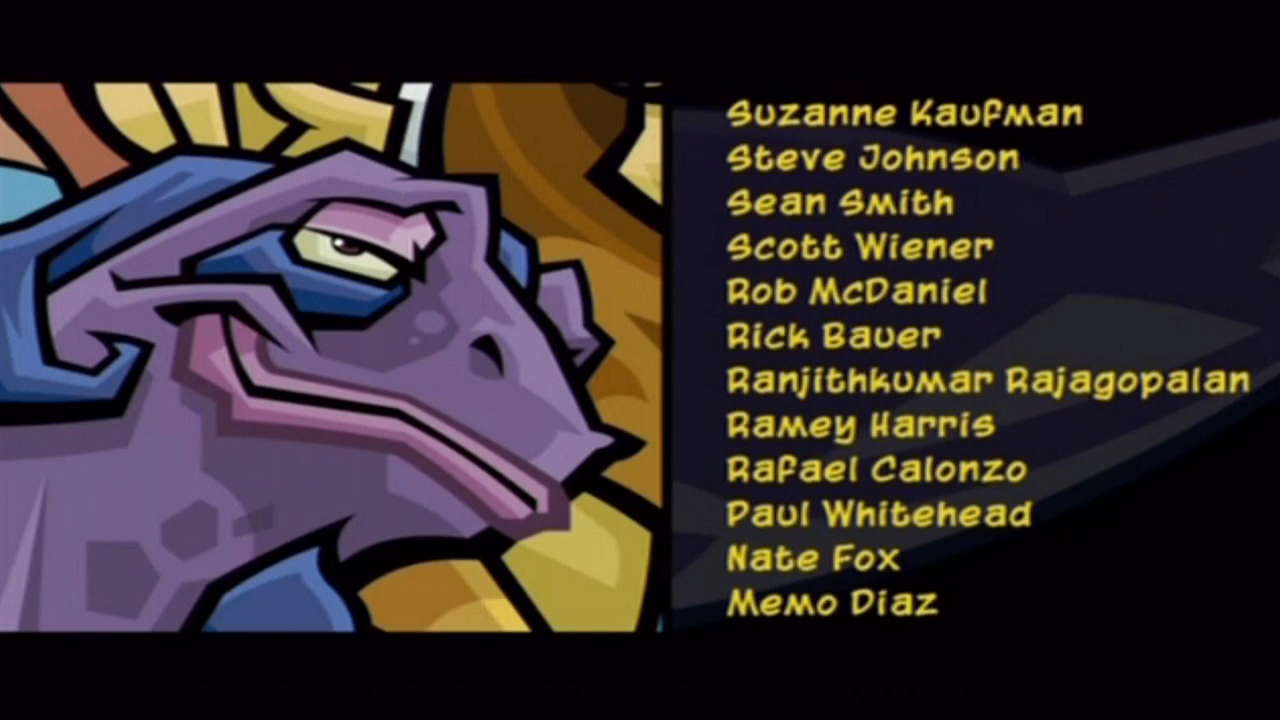 Suzanne Kaufman
Steve Johnson
Sean Smith
Scott Wiener
Rob McDaniel
Rick Bauer
Ranjithkumar Rajagopalan
Ramey Harris
Rafael Calonzo
Paul Whitehead
Nate Fox
Memo Diaz